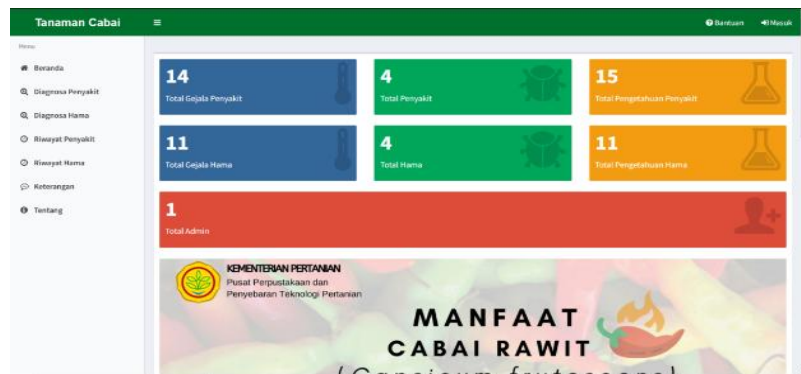 Tanaman Cabai
Bantuan
Masuk
Menu
Beranda
Diagnosa Penyakit
Diagnosa Hama
Riwayat Penyakit
Riwayat Hama
Keterangan
Tentang
14
Total Gejala Penyakit
4
Total Penyakit
15
Total Pengetahuan Penyakit
11
Total Gejala Hama
4
Total Hama
11
Total Pengetahuan Hama
1
Total Admin
KEMENTERIAN PERTANIAN
Pusat Perpustakaan dan
Penyebaran Teknologi Pertanian
MANFAAT
CABAI RAWIT
(Capsicum frutescens)